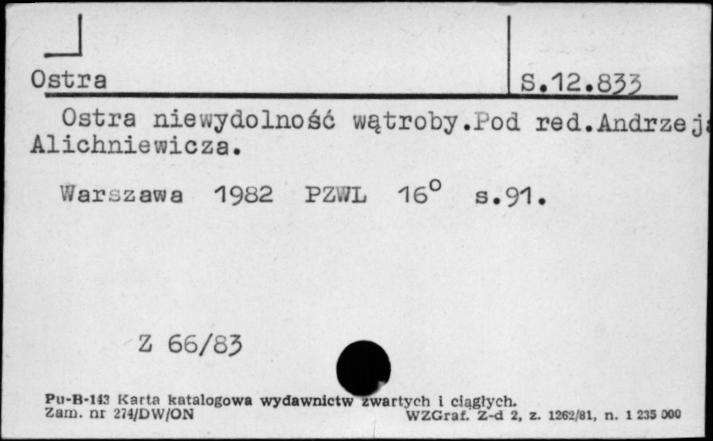 Ostra
S.12.833
Ostra niewydolność wątroby.Pod red.Andrzeja
Alichniewicza.
Warszawa 1982 PZWL 16° s.91.
Z 66/83
Pu-B-143 Karta katalogowa wydawnictw zwartych i ciągłych.
Zam. nr 274/DW/ON
WZGraf. Z-d 2, z. 1262/81, n. 1 235 000